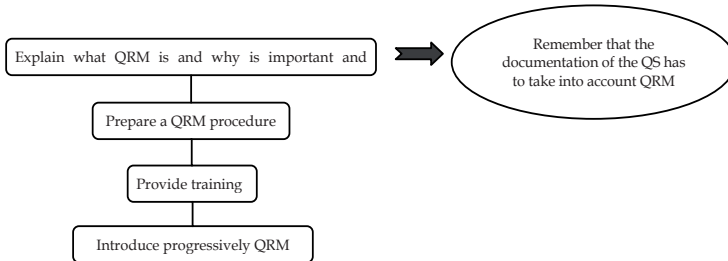 Explain what QRM is and why is important and
Remember that the
documentation of the QS has
to take into account QRM
Prepare a QRM procedure
Provide training
Introduce progressively QRM